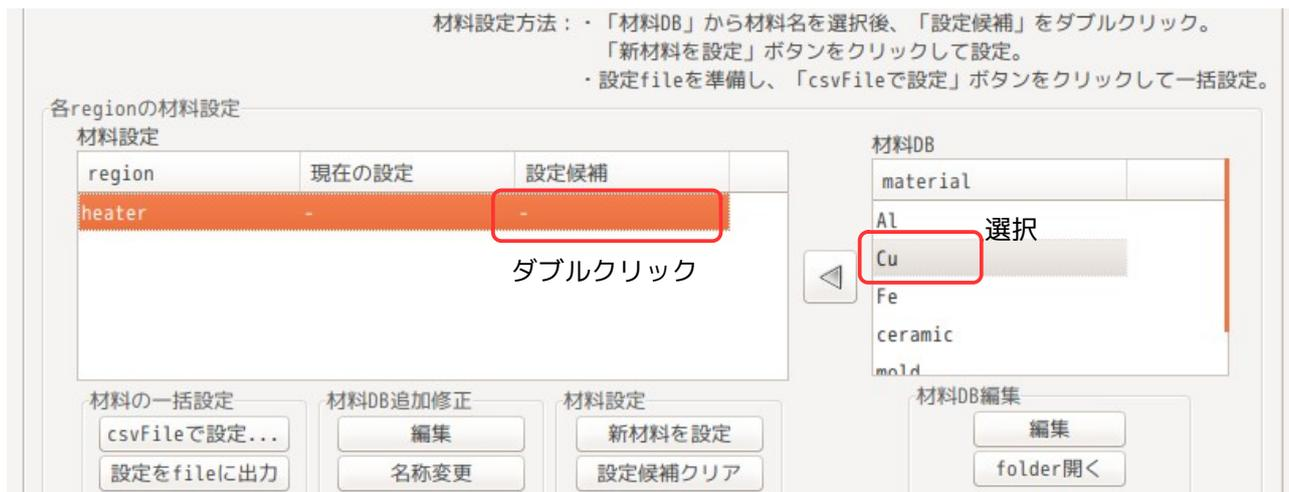 材料設定方法：・「材料DB」から材料名を選択後、「設定候補」をダブルクリック。
「新材料を設定」ボタンをクリックして設定。
・設定fileを準備し、「csvFileで設定」ボタンをクリックして一括設定。
各regionの材料設定
材料設定
region 現在の設定 設定候補
heater - -
ダブルクリック
材料DB
material
Al
選択
Cu
Fe
ceramic
mold
材料の一括設定
csvFileで設定...
設定をfileに出力
材料DB追加修正
編集
名称変更
材料設定
新材料を設定
設定候補クリア
材料DB編集
編集
folder開く